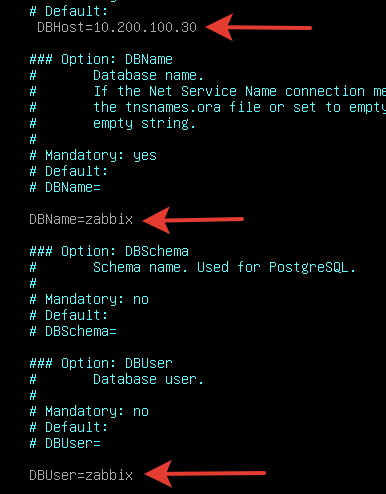 # Default:
DBHost=10.200.100.30
### Option: DBName
# Database name.
# If the Net Service Name connection me
# the tnsnames.ora file or set to empty
# empty string.
#
# Mandatory: yes
# Default:
# DBName=
DBName=zabbix
### Option: DBSchema
# Schema name. Used for PostgreSQL.
#
# Mandatory: no
# Default:
# DBSchema=
### Option: DBUser
# Database user.
#
# Mandatory: no
# Default:
# DBUser=
DBUser=zabbix